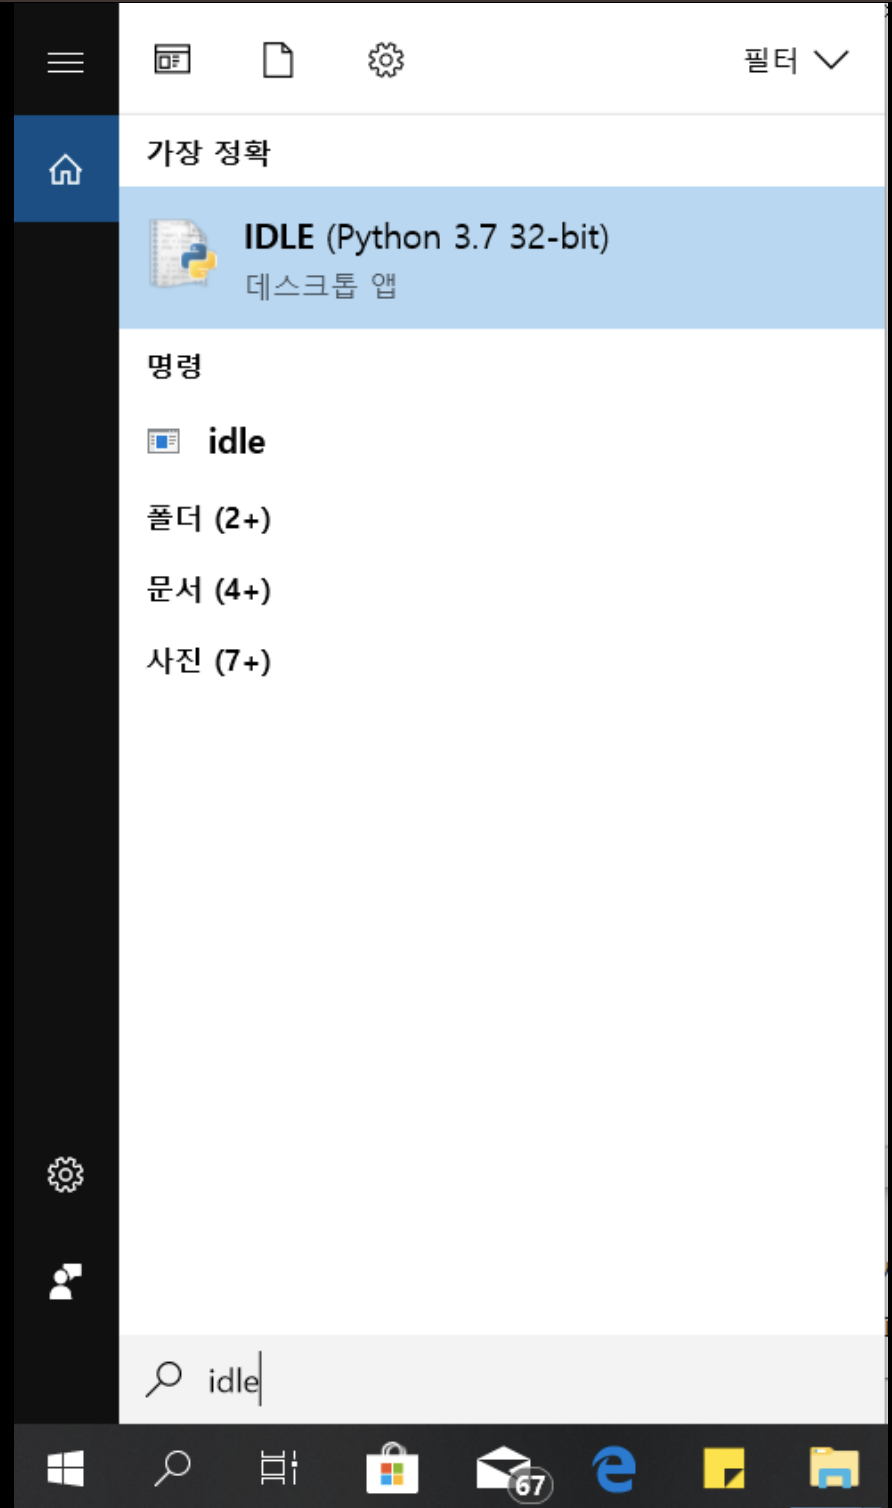 필터
가장 정확
IDLE (Python 3.7 32-bit)
데스크톱 앱
명령
idle
폴더 (2+)
문서 (4+)
사진 (7+)
idle
67